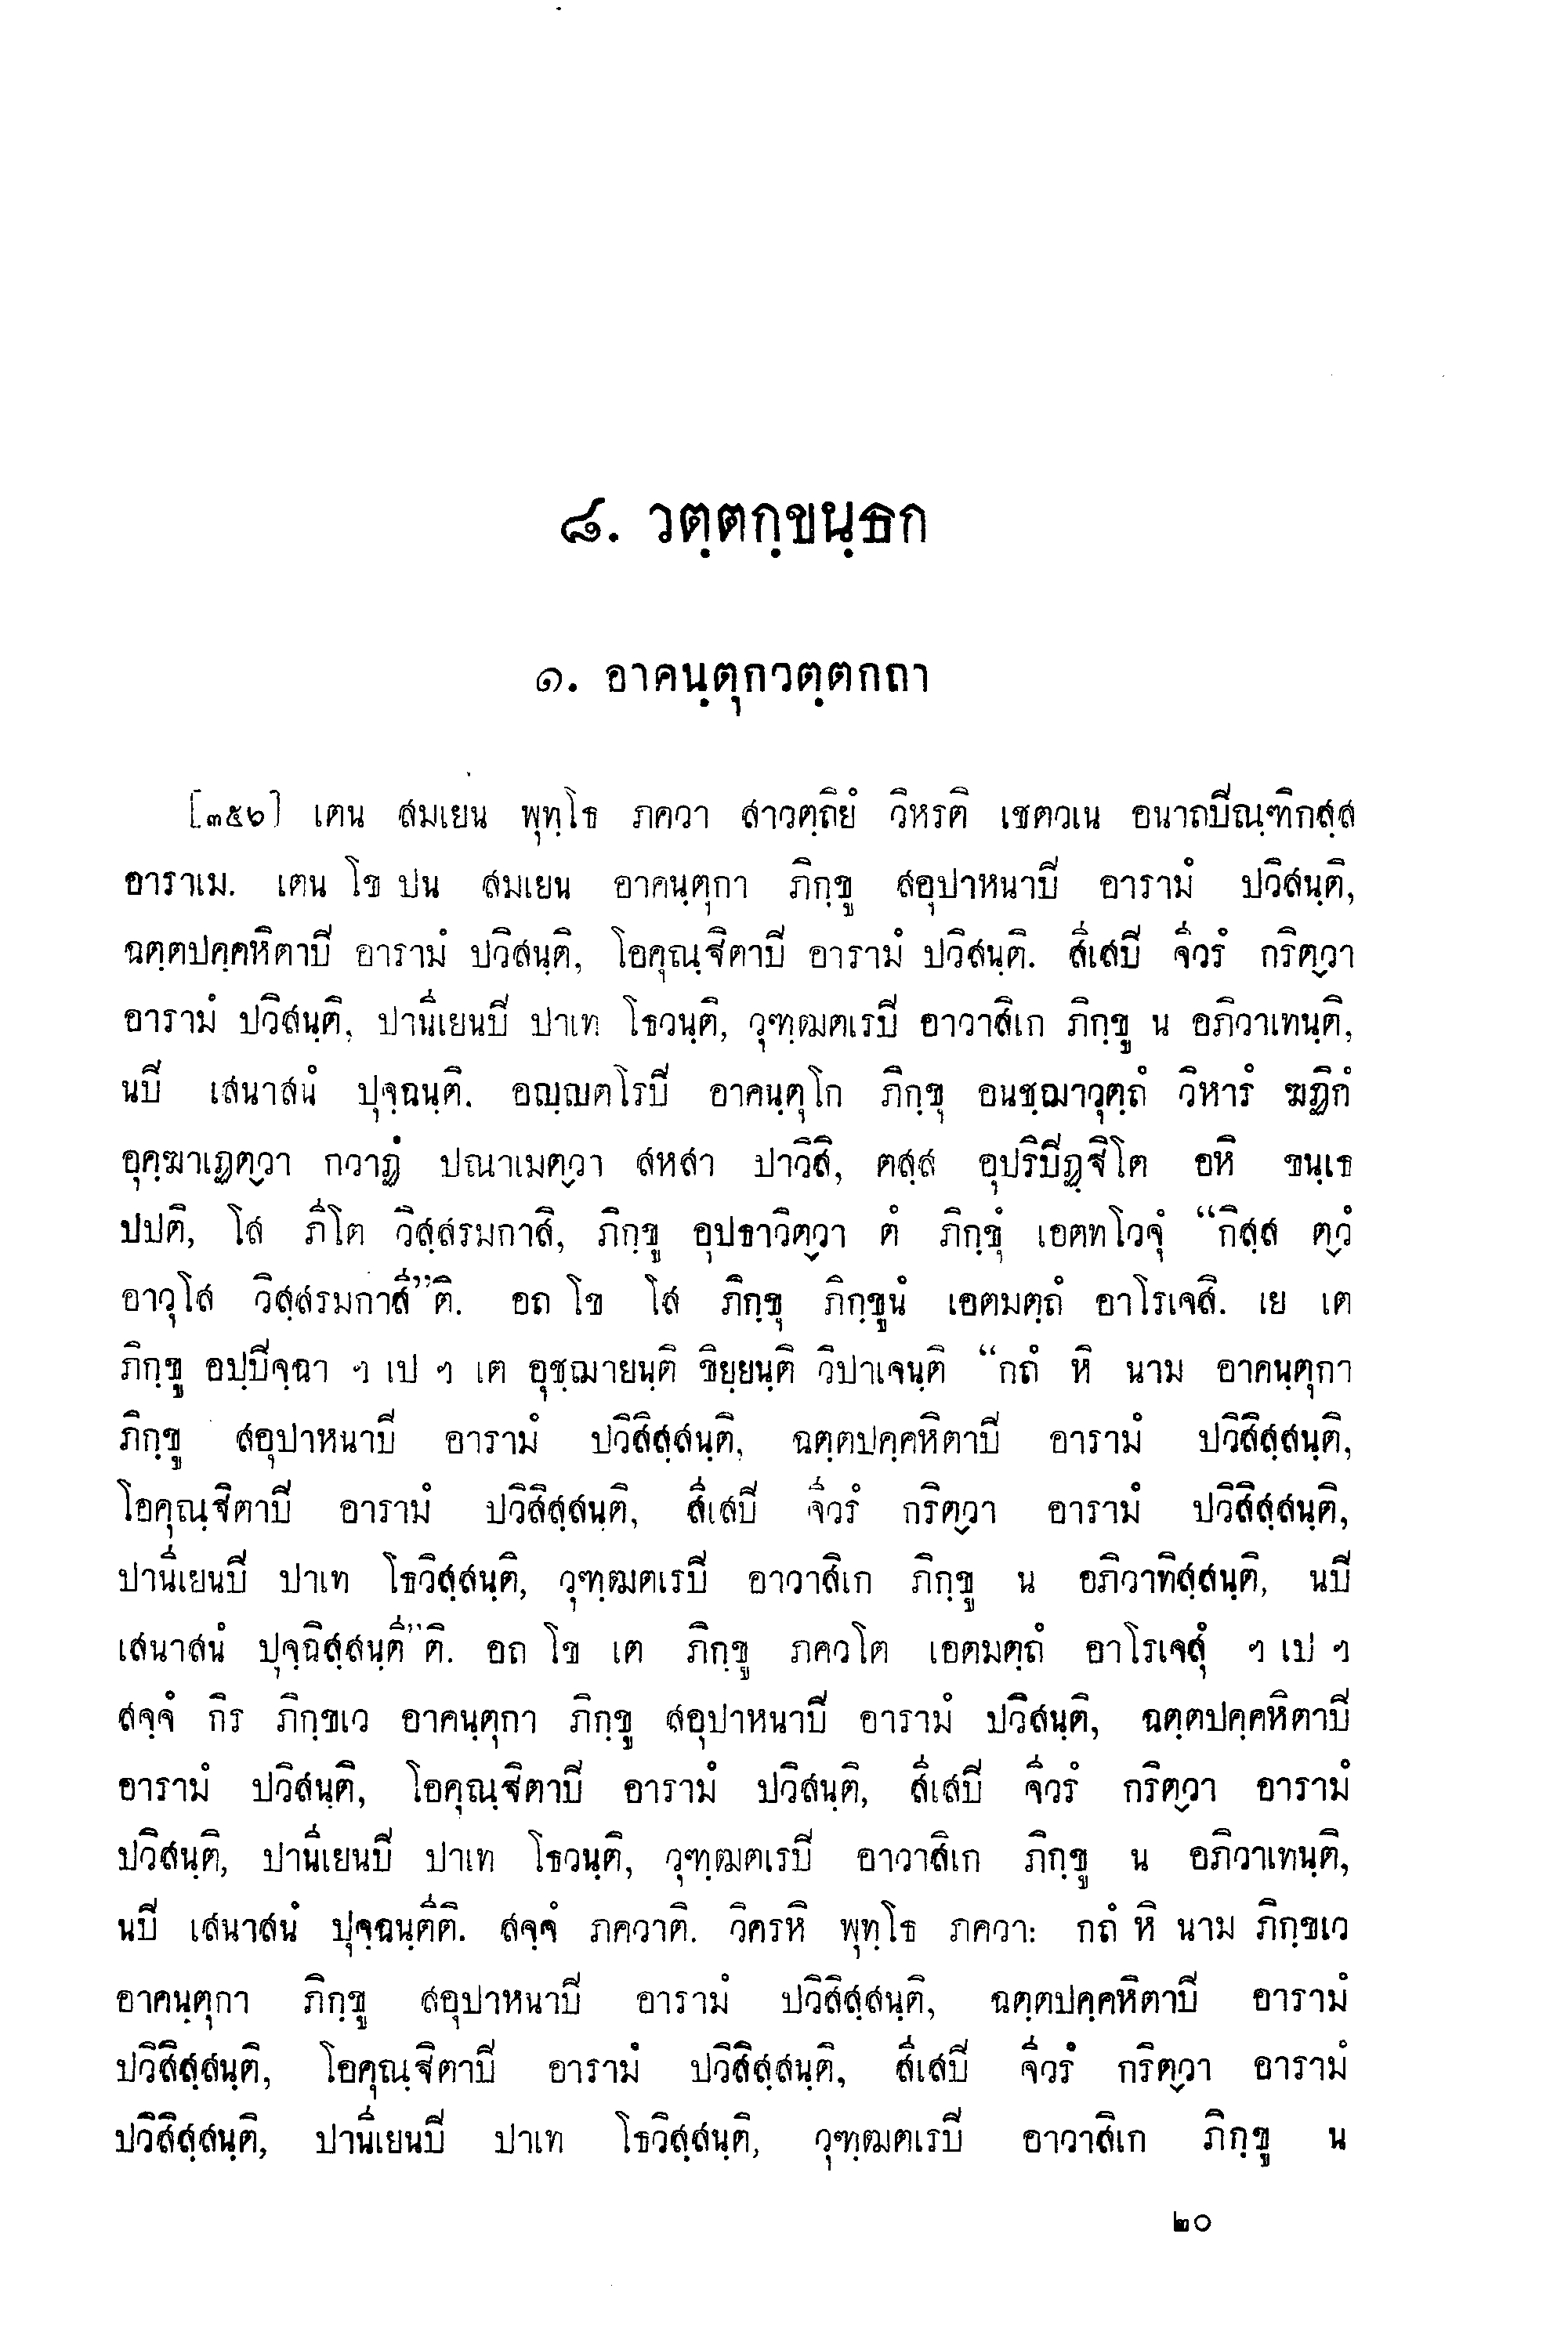 ๘. วตฺตกฺขนฺธก
๑. อาคนฺตุกวตฺตกถา
[๓๕๖] เตน สมเยน พุทฺโธ ภควา สาวตฺถิยํ วิหรติ เชตวเน อนาถปิณฺฑิกสฺส
อาราเม. เตน โข ปน สมเยน อาคนฺตุกา ภิกฺขู สอุปาหนาปิ อารามํ ปวิสนฺติ,
ฉตฺตปคฺคหิตาปิ อารามํ ปวิสนฺติ, โอคุณฺฐิตาปิ อารามํ ปวิสนฺติ. สีเสปิ จีวรํ กริตฺวา
อารามํ ปวิสนฺติ, ปานีเยนปิ ปาเท โธวนฺติ, วุฑฺฒตเรปิ อาวาสิเก ภิกฺขู น อภิวาเทนฺติ,
นปิ เสนาสนํ ปุจฺฉนฺติ. อญฺญตโรปิ อาคนฺตุโก ภิกฺขุ อนชฺฌาวุตฺถํ วิหารํ ฆฏิกํ
อุคฺฆาเฏตฺวา กวาฏํ ปณาเมตฺวา สหสา ปาวิสิ, ตสฺส อุปริปิฏฺฐิโต อหิ ขนฺเธ
ปปติ, โส ภีโต วิสฺสรมกาสิ, ภิกฺขู อุปธาวิตฺวา ตํ ภิกฺขุํ เอตทโวจุํ “กิสฺส ตฺวํ
อาวุโส วิสฺสรมกาสี”ติ. อถ โข โส ภิกฺขุ ภิกฺขูนํ เอตมตฺถํ อาโรเจสิ. เย เต
ภิกฺขู อปฺปิจฺฉา ฯ เป ฯ เต อุชฺฌายนฺติ ขิยฺยนฺติ วิปาเจนฺติ “กถํ หิ นาม อาคนฺตุกา
ภิกฺขู สอุปาหนาปิ อารามํ ปวิสิสฺสนฺติ, ฉตฺตปคฺคหิตาปิ อารามํ ปวิสิสฺสนฺติ,
โอคุณฺฐิตาปิ อารามํ ปวิสิสฺสนฺติ, สีเสปิ จีวรํ กริตฺวา อารามํ ปวิสิสฺสนฺติ,
ปานีเยนปิ ปาเท โธวิสฺสนฺติ, วุฑฺฒตเรปิ อาวาสิเก ภิกฺขู น อภิวาทิสฺสนฺติ, นปิ
เสนาสนํ ปุจฺฉิสฺสนฺตี”ติ. อถ โข เต ภิกฺขู ภควโต เอตมตฺถํ อาโรเจสุํ ฯ เป ฯ
สจฺจํ กิร ภิกฺขเว อาคนฺตุกา ภิกฺขู สอุปาหนาปิ อารามํ ปวิสนฺติ, ฉตฺตปคฺคหิตาปิ
อารามํ ปวิสนฺติ, โอคุณฺฐิตาปิ อารามํ ปวิสนฺติ, สีเสปิ จีวรํ กริตฺวา อารามํ
ปวิสนฺติ, ปานีเยนปิ ปาเท โธวนฺติ, วุฑฺฒตเรปิ อาวาสิเก ภิกฺขู น อภิวาเทนฺติ,
นปิ เสนาสนํ ปุจฺฉนฺตีติ. สจฺจํ ภควาติ. วิครหิ พุทฺโธ ภควา: กถํ หิ นาม ภิกฺขเว
อาคนฺตุกา ภิกฺขู สอุปาหนาปิ อารามํ ปวิสิสฺสนฺติ, ฉตฺตปคฺคหิตาปิ อารามํ
ปวิสิสฺสนฺติ, โอคุณฺฐิตาปิ อารามํ ปวิสิสฺสนฺติ, สีเสปิ จีวรํ กริตฺวา อารามํ
ปวิสิสฺสนฺติ, ปานีเยนปิ ปาเท โธวิสฺสนฺติ, วุฑฺฒตเรปิ อาวาสิเก ภิกฺขู น
๒๐